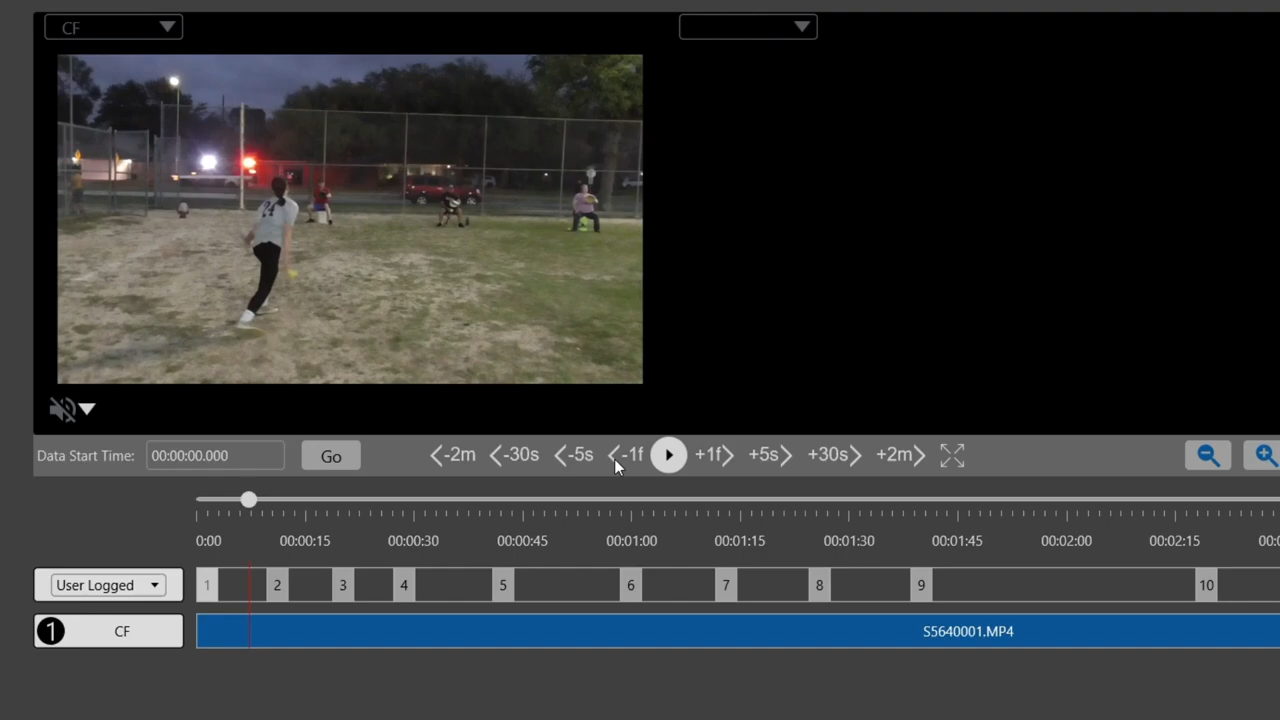 CF
24
Data Start Time:
00:00:00.000
Go
-2m
-30s
-5s
-1f
+1f
+5s
+30s
+2m
0:00
00:00:15
00:00:30
00:00:45
00:01:00
00:01:15
00:01:30
00:01:45
00:02:00
00:02:15
User Logged
1
2
3
4
5
6
7
8
9
10
1
CF
S5640001.MP4